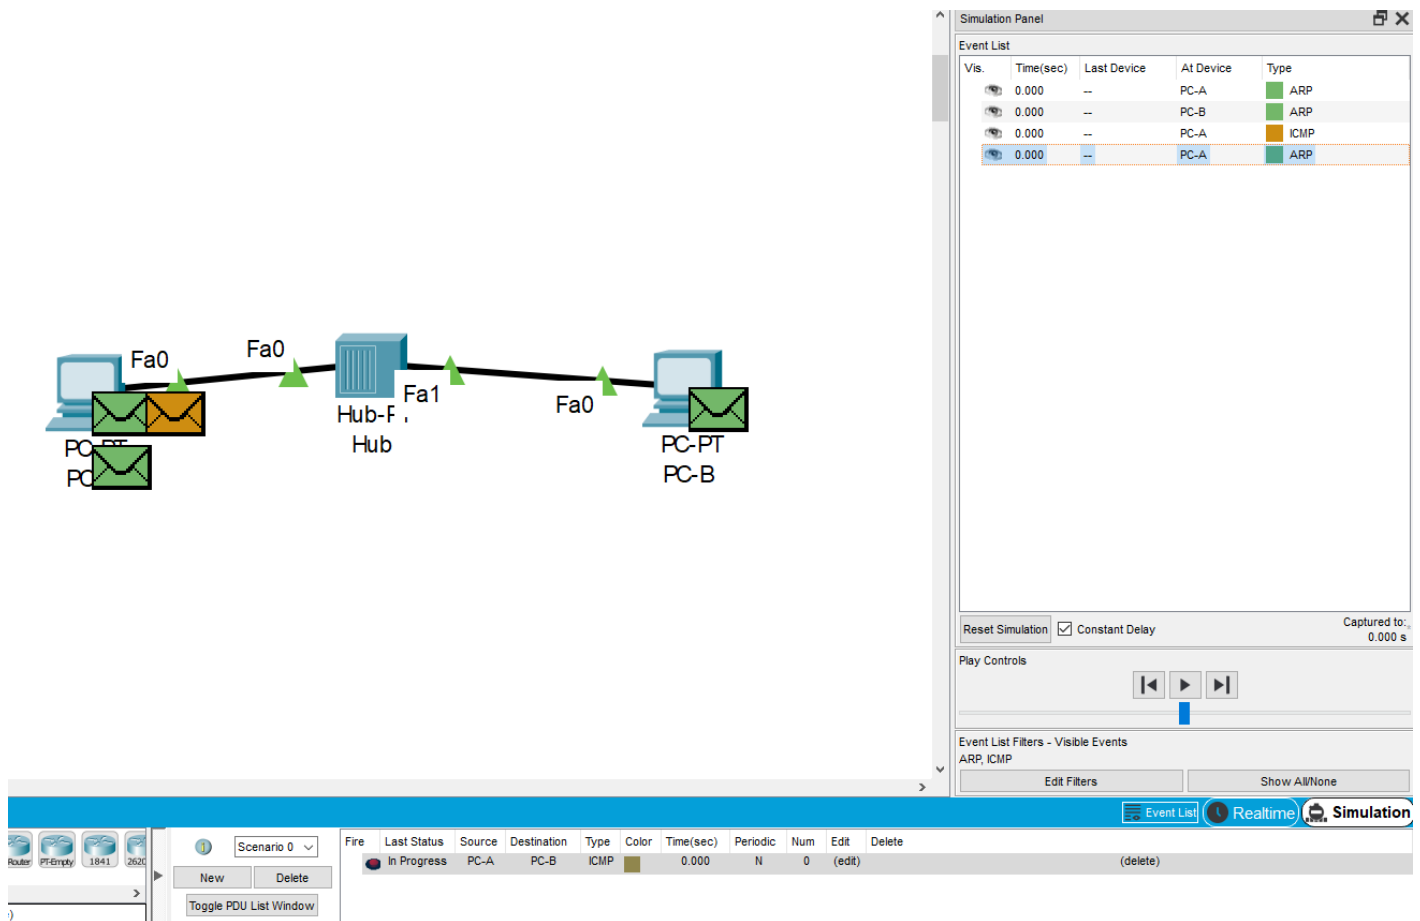 Simulation Panel
Event List
Vis. Time(sec) Last Device At Device Type
0.000 -- PC-A ARP
0.000 -- PC-B ARP
0.000 -- PC-A ICMP
0.000 -- PC-A ARP
Fa0 Fa0
Fa1
Fa0
Hub
PC-PT
PC-B
Reset Simulation Constant Delay
Captured to:
0.000 s
Play Controls
Event List Filters - Visible Events
ARP, ICMP
Edit Filters Show All/None
Event List Realtime Simulation
Router PT-Empty 1841 2620
Scenario 0
New Delete
Toggle PDU List Window
Fire Last Status Source Destination Type Color Time(sec) Periodic Num Edit Delete
In Progress PC-A PC-B ICMP 0.000 N 0 (edit) (delete)